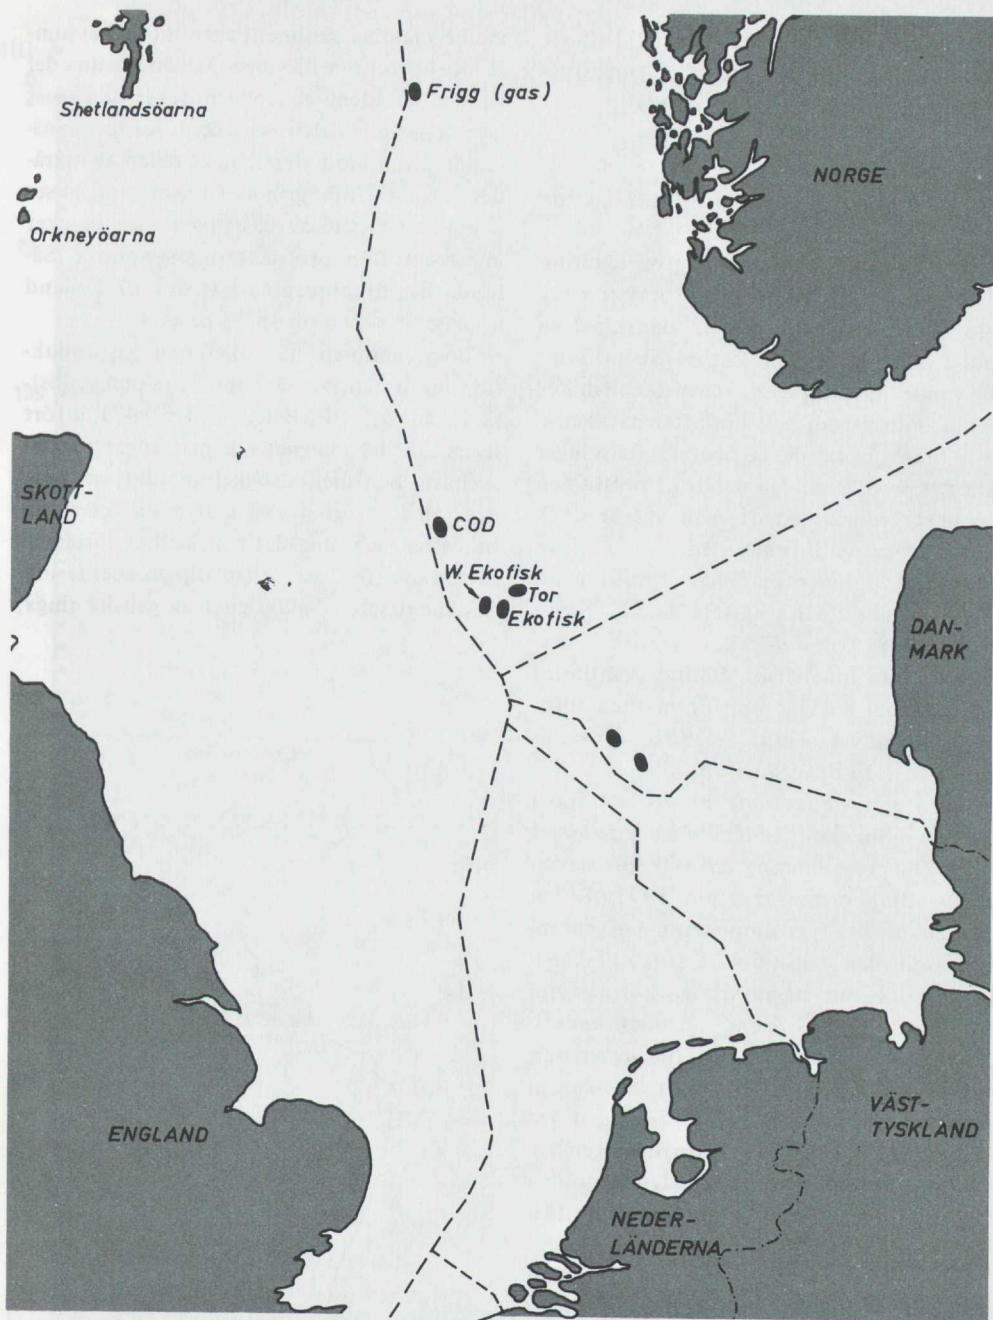 Shetlandsöarna
Frigg (gas)
NORGE
Orkneyöarna
SKOTT-
LAND
COD
W. Ekofisk
Tor
Ekofisk
DAN-
MARK
ENGLAND
VÄST-
TYSKLAND
NEDER-
LÄNDERNA